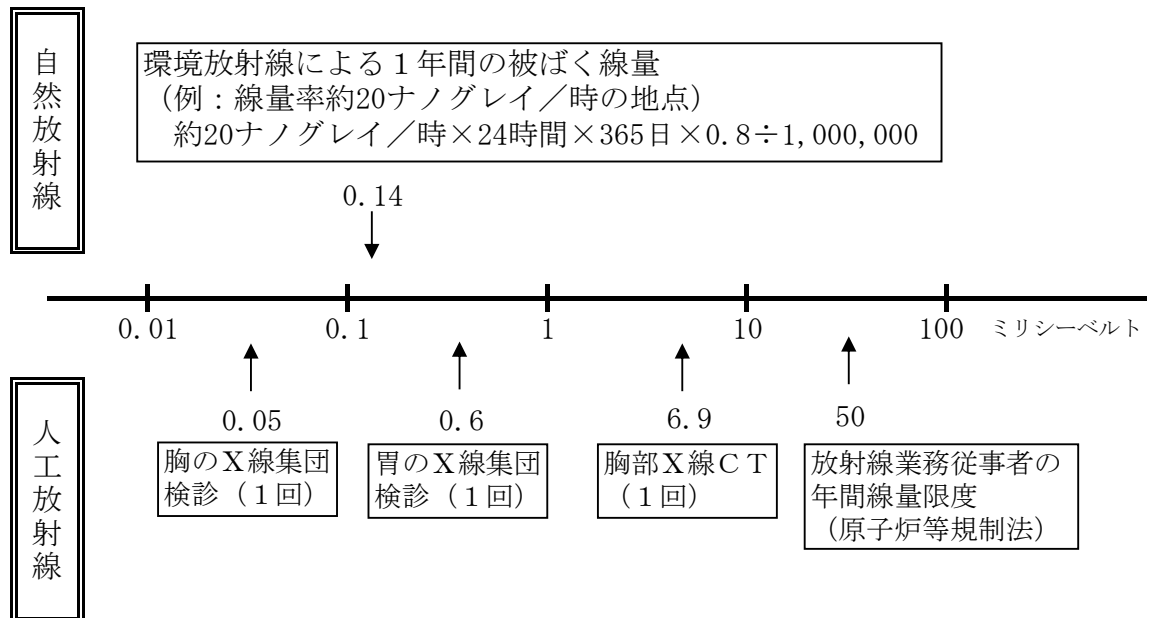 自然放射線
環境放射線による１年間の被ばく線量
（例：線量率約20ナノグレイ／時の地点）
約20ナノグレイ／時×24時間×365日×0.8÷1,000,000
0.14
0.01
0.1
1
10
100
ミリシーベルト
人工放射線
0.05
胸のＸ線集団
検診（１回）
0.6
胃のＸ線集団
検診（１回）
6.9
胸部Ｘ線ＣＴ
（１回）
50
放射線業務従事者の
年間線量限度
（原子炉等規制法）